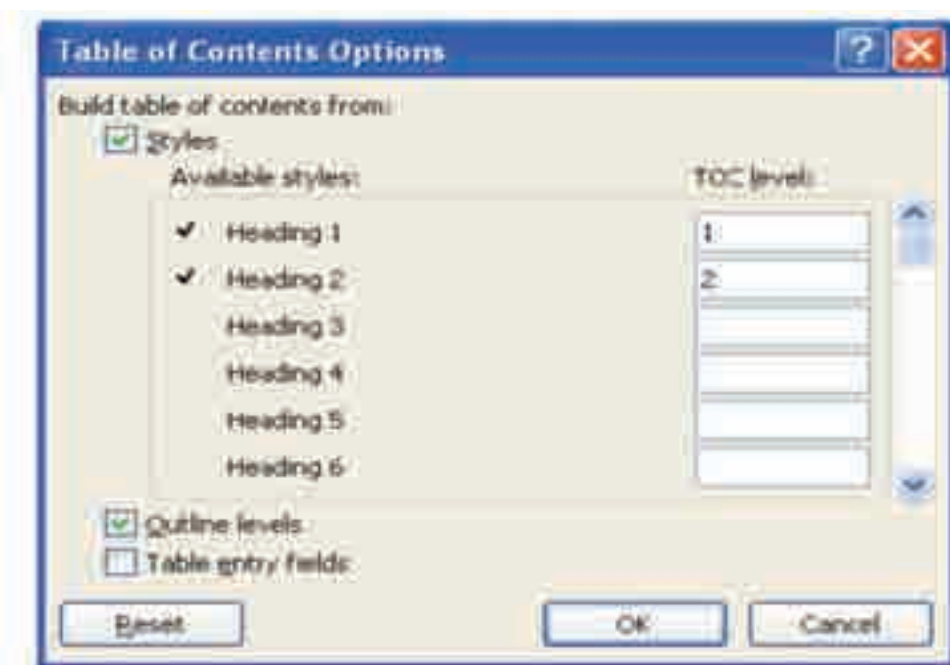 Table of Contents Options
Build table of contents from:
Styles
Available styles: TOC level:
Heading 1 1
Heading 2 2
Heading 3
Heading 4
Heading 5
Heading 6
Outline levels
Table entry fields
Reset OK Cancel